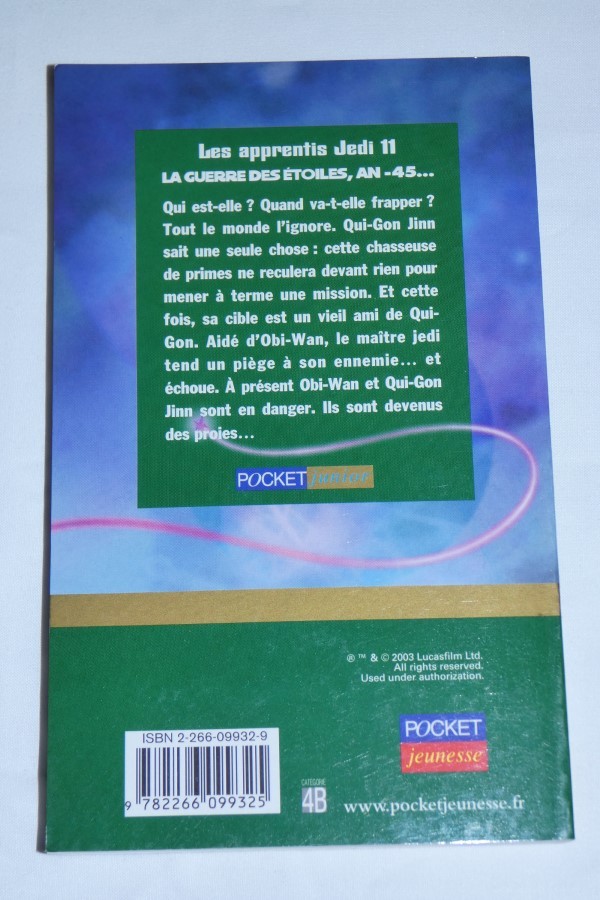 Les apprentis Jedi 11
LA GUERRE DES ÉTOILES, AN -45...
Qui est-elle ? Quand va-t-elle frapper ?
Tout le monde l'ignore. Qui-Gon Jinn
sait une seule chose : cette chasseuse
de primes ne reculera devant rien pour
mener à terme une mission. Et cette
fois, sa cible est un vieil ami de Qui-
Gon. Aidé d'Obi-Wan, le maître jedi
tend un piège à son ennemie... et
échoue. À présent Obi-Wan et Qui-Gon
Jinn sont en danger. Ils sont devenus
des proies...
POCKET junior
® ™ & © 2003 Lucasfilm Ltd.
All rights reserved.
Used under authorization.
ISBN 2-266-09932-9
9 782266 099325
CATÉGORIE
4B
POCKET
jeunesse
www.pocketjeunesse.fr